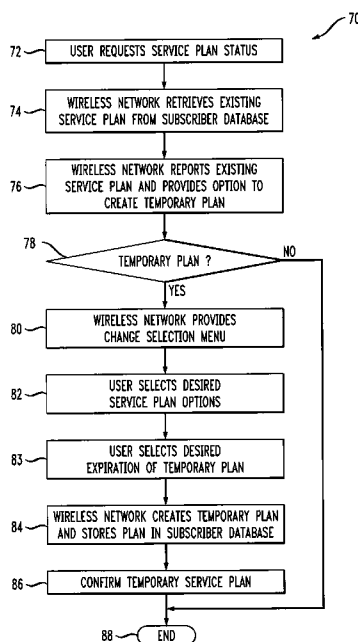 70
72
USER REQUESTS SERVICE PLAN STATUS
74
WIRELESS NETWORK RETRIEVES EXISTING
SERVICE PLAN FROM SUBSCRIBER DATABASE
76
WIRELESS NETWORK REPORTS EXISTING
SERVICE PLAN AND PROVIDES OPTION TO
CREATE TEMPORARY PLAN
78
TEMPORARY PLAN ?
NO
YES
80
WIRELESS NETWORK PROVIDES
CHANGE SELECTION MENU
82
USER SELECTS DESIRED
SERVICE PLAN OPTIONS
83
USER SELECTS DESIRED
EXPIRATION OF TEMPORARY PLAN
84
WIRELESS NETWORK CREATES TEMPORARY PLAN
AND STORES PLAN IN SUBSCRIBER DATABASE
86
CONFIRM TEMPORARY SERVICE PLAN
88
END